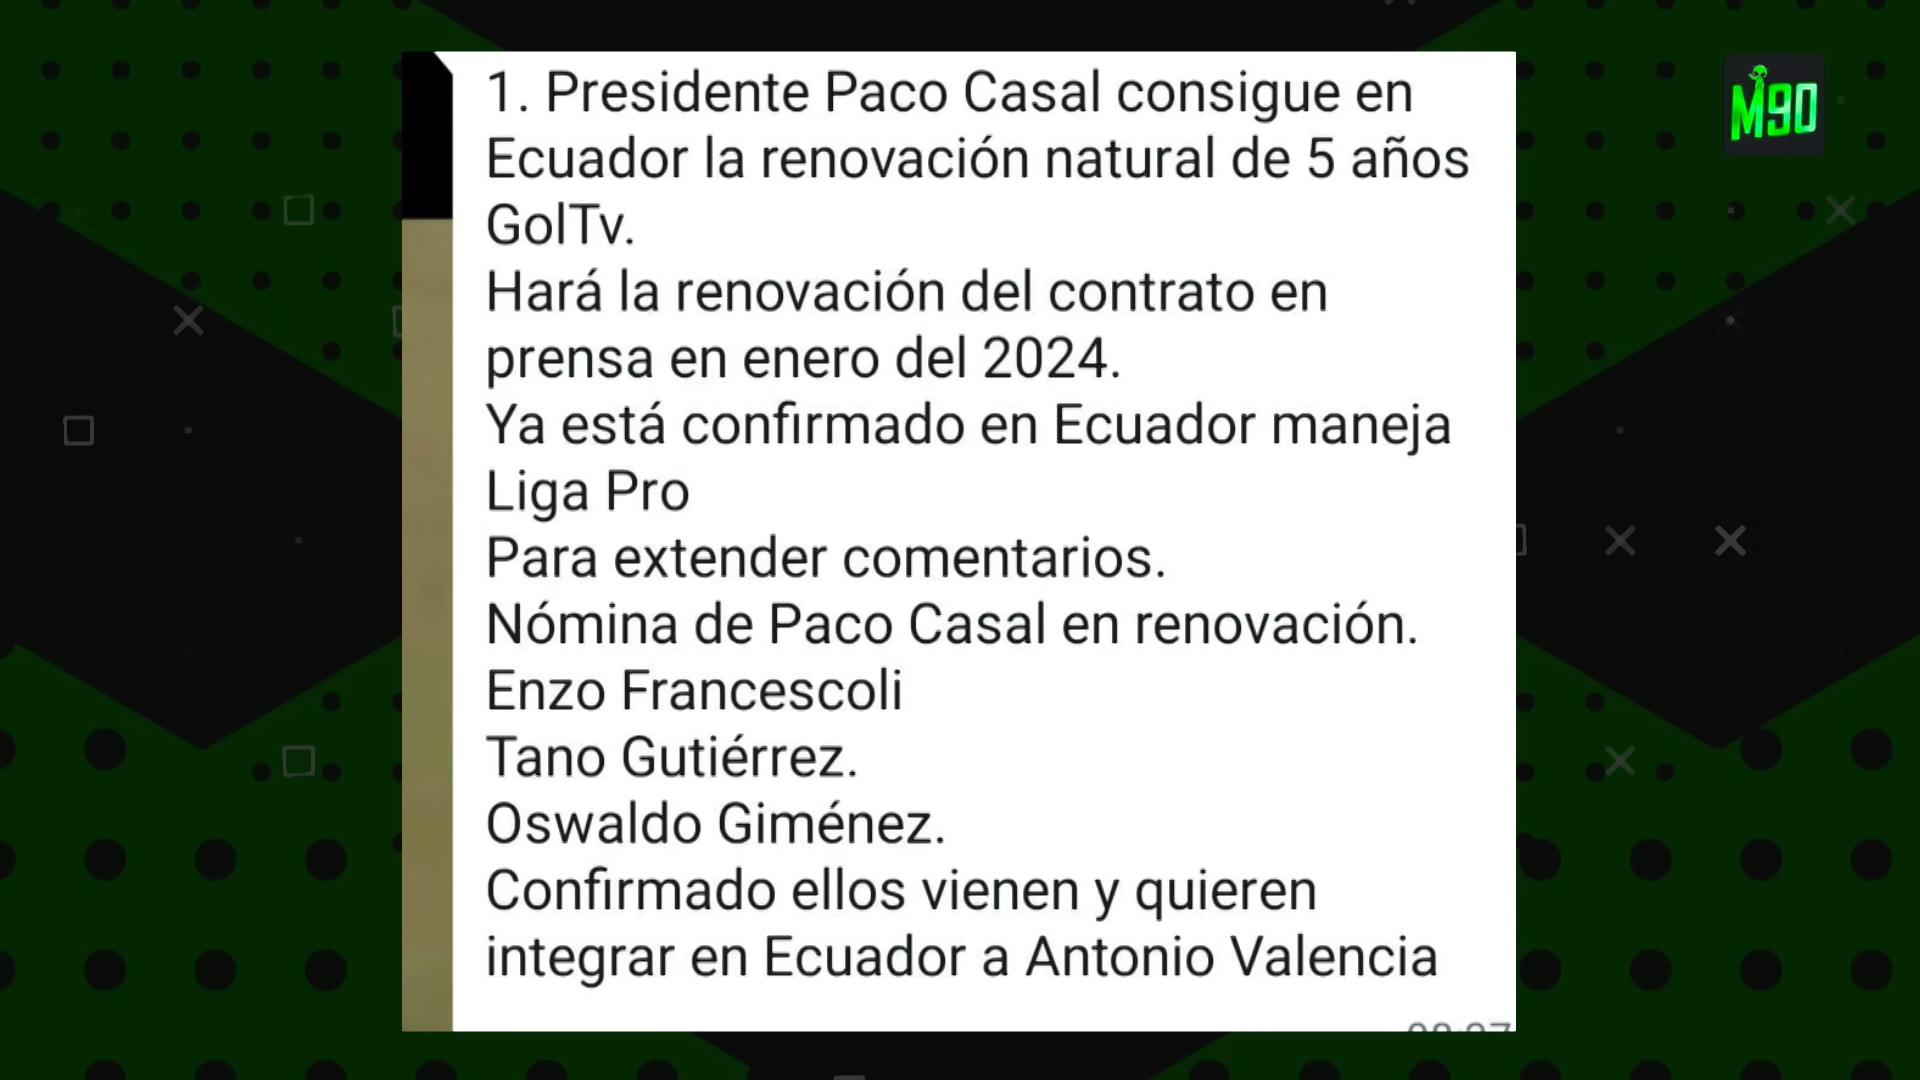 M90
1. Presidente Paco Casal consigue en
Ecuador la renovación natural de 5 años
GolTv.
Hará la renovación del contrato en
prensa en enero del 2024.
Ya está confirmado en Ecuador maneja
Liga Pro
Para extender comentarios.
Nómina de Paco Casal en renovación.
Enzo Francescoli
Tano Gutiérrez.
Oswaldo Giménez.
Confirmado ellos vienen y quieren
integrar en Ecuador a Antonio Valencia